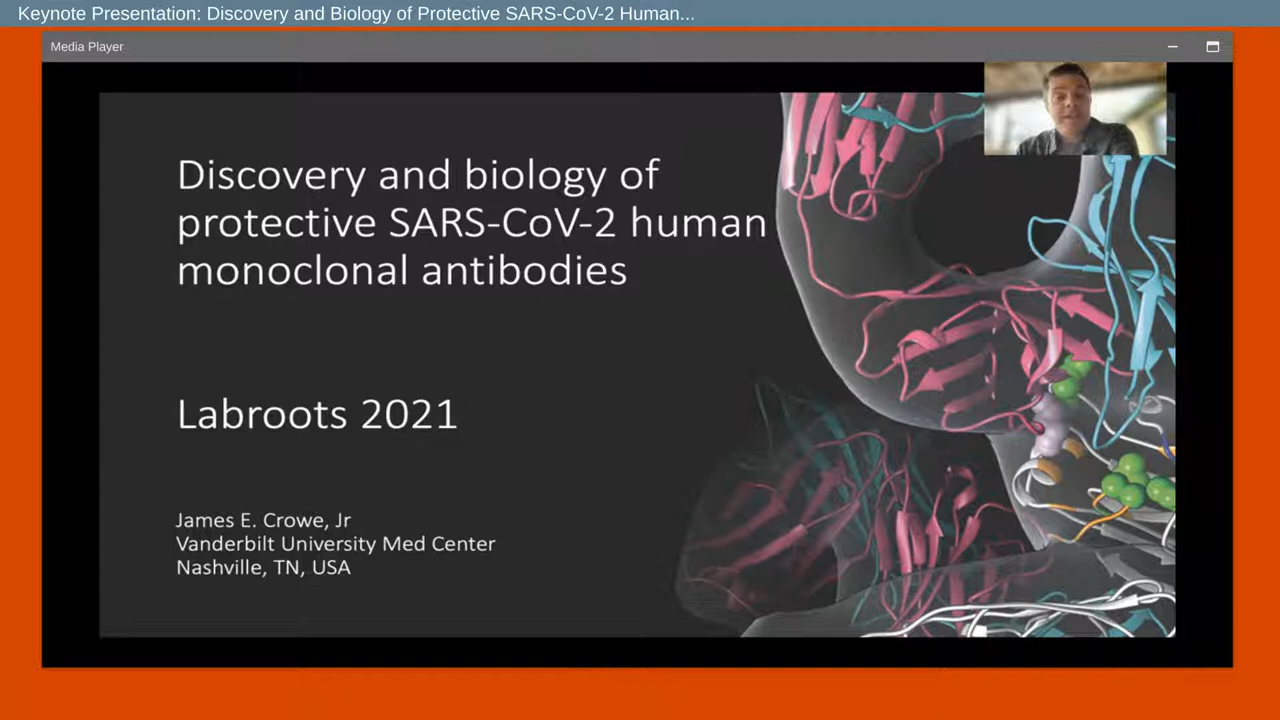 Keynote Presentation: Discovery and Biology of Protective SARS-CoV-2 Human...
Media Player
Discovery and biology of
protective SARS-CoV-2 human
monoclonal antibodies
Labroots 2021
James E. Crowe, Jr
Vanderbilt University Med Center
Nashville, TN, USA